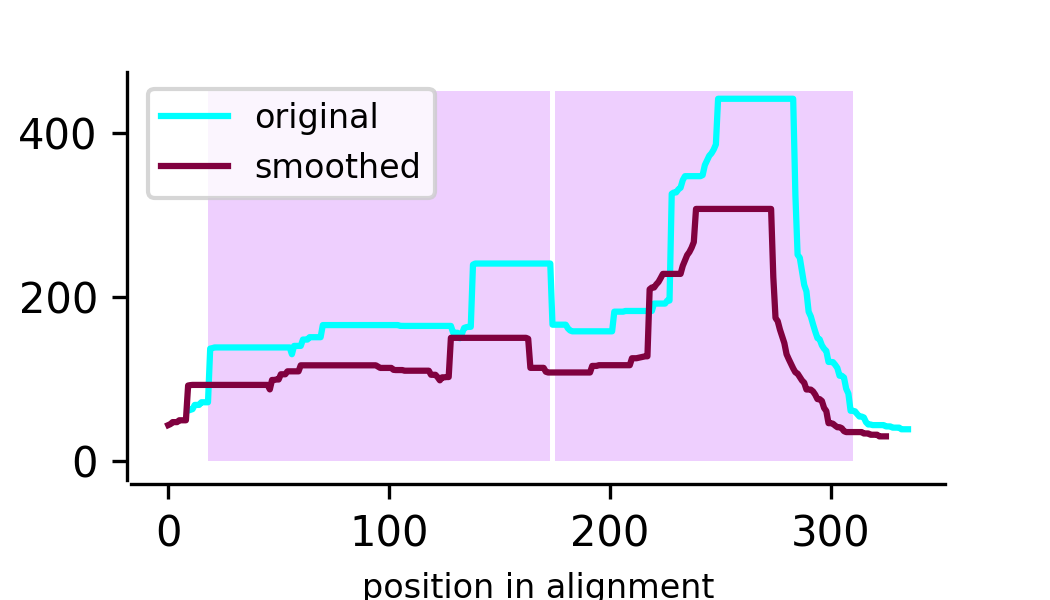 original
smoothed
400
200
0
0 100 200 300
position in alignment